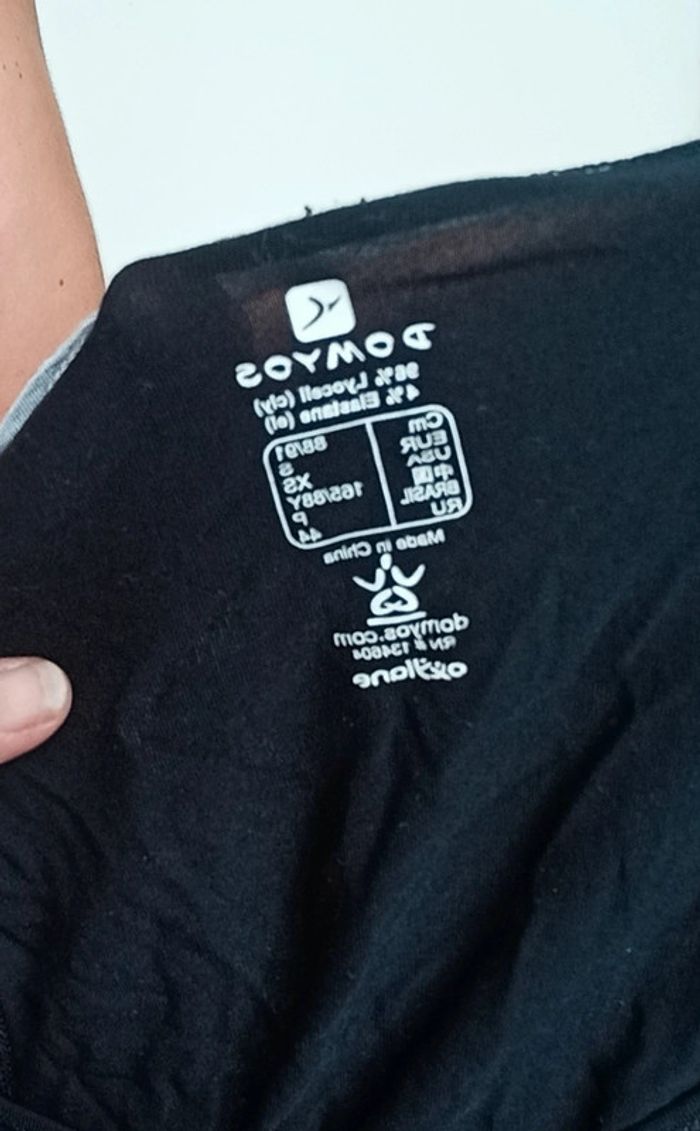 DOMYOS
96% Lyocell (cly)
4% Elastane (el)
Cm 88/91
EUR S
USA XS
中国 165/88Y
BRASIL P
RU 44
Made in China
domyos.com
RN # 134604
oxylane